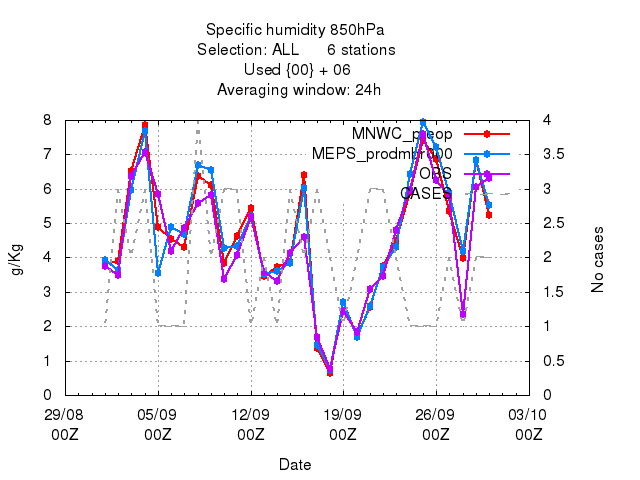 Specific humidity 850hPa
Selection: ALL 6 stations
Used {00} + 06
Averaging window: 24h
MNWC_preop
MEPS_prodmbr000
OBS
CASES
g/Kg
8
7
6
5
4
3
2
1
0
No cases
4
3.5
3
2.5
2
1.5
1
0.5
0
29/08 05/09 12/09 19/09 26/09 03/10
00Z 00Z 00Z 00Z 00Z 00Z
Date